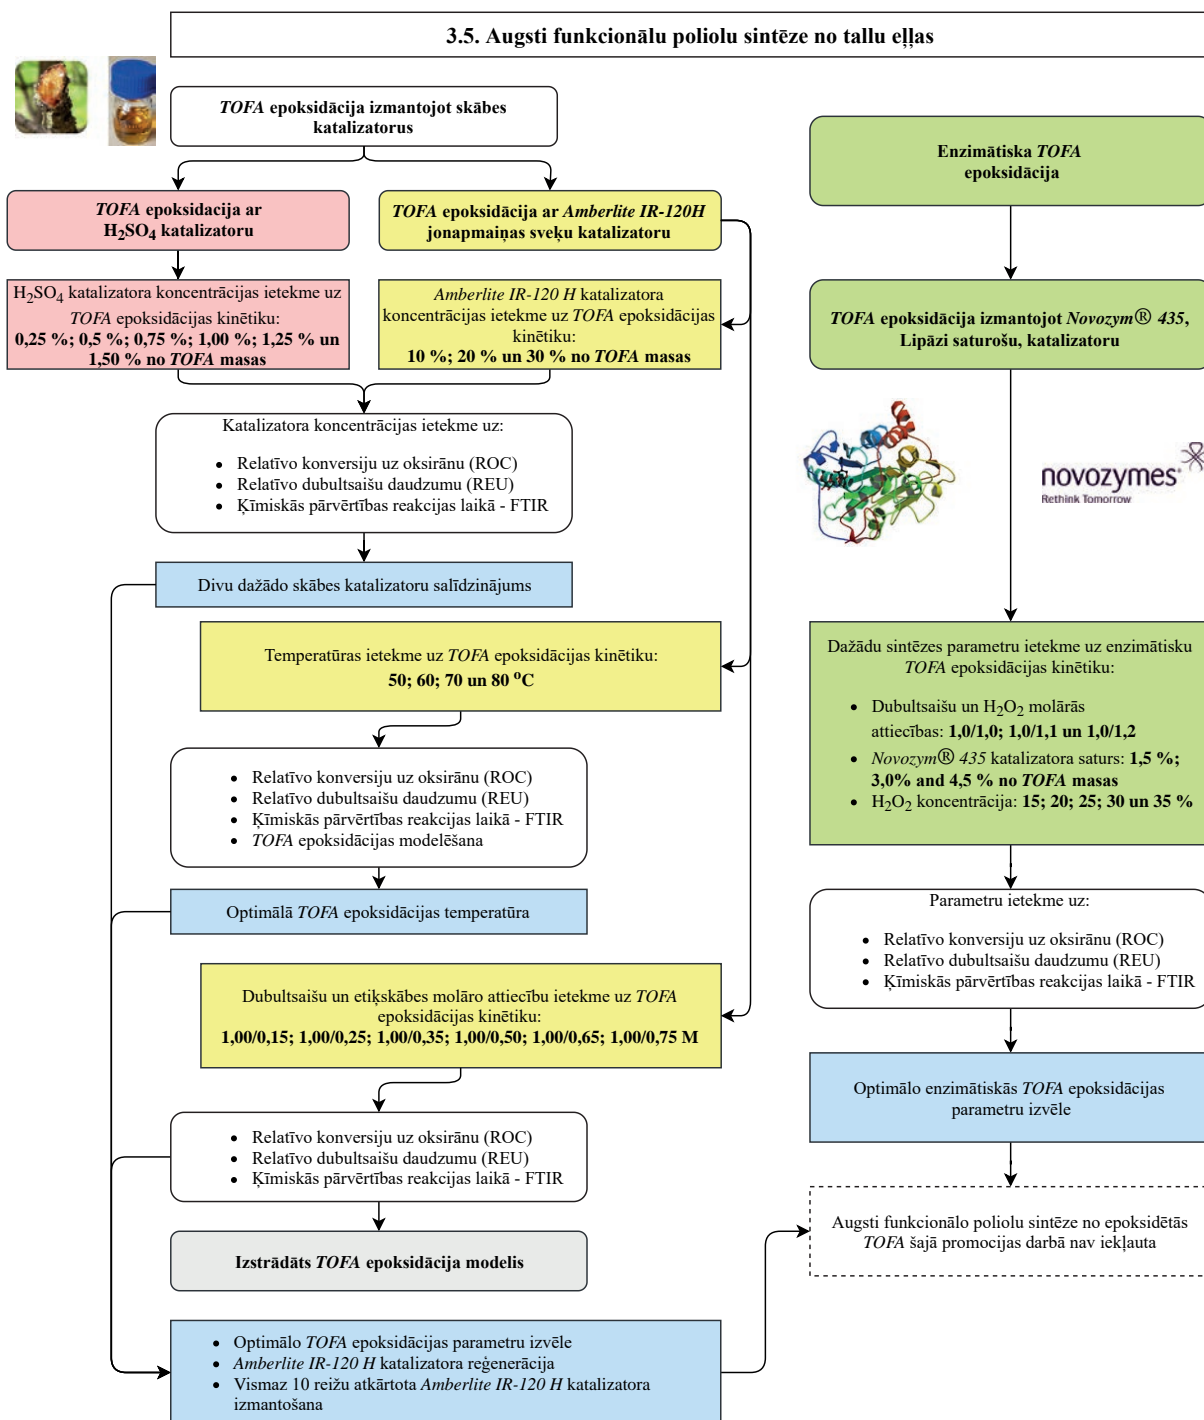 3.5. Augsti funkcionālu poliolu sintēze no tallu eļļas
TOFA epoksidācija izmantojot skābes
katalizatorus
TOFA epoksidacija ar
H₂SO₄ katalizatoru
TOFA epoksidācija ar Amberlite IR-120H
jonapmaiņas sveķu katalizatoru
H₂SO₄ katalizatora koncentrācijas ietekme uz
TOFA epoksidācijas kinētiku:
0,25 %; 0,5 %; 0,75 %; 1,00 %; 1,25 % un
1,50 % no TOFA masas
Amberlite IR-120 H katalizatora
koncentrācijas ietekme uz TOFA epoksidācijas
kinētiku:
10 %; 20 % un 30 % no TOFA masas
Katalizatora koncentrācijas ietekme uz:
• Relatīvo konversiju uz oksirānu (ROC)
• Relatīvo dubultsaišu daudzumu (REU)
• Ķīmiskās pārvērtības reakcijas laikā - FTIR
Divu dažādo skābes katalizatoru salīdzinājums
Temperatūras ietekme uz TOFA epoksidācijas kinētiku:
50; 60; 70 un 80 °C
• Relatīvo konversiju uz oksirānu (ROC)
• Relatīvo dubultsaišu daudzumu (REU)
• Ķīmiskās pārvērtības reakcijas laikā - FTIR
• TOFA epoksidācijas modelēšana
Optimālā TOFA epoksidācijas temperatūra
Dubultsaišu un etiķskābes molāro attiecību ietekme uz TOFA
epoksidācijas kinētiku:
1,00/0,15; 1,00/0,25; 1,00/0,35; 1,00/0,50; 1,00/0,65; 1,00/0,75 M
• Relatīvo konversiju uz oksirānu (ROC)
• Relatīvo dubultsaišu daudzumu (REU)
• Ķīmiskās pārvērtības reakcijas laikā - FTIR
Izstrādāts TOFA epoksidācija modelis
• Optimālo TOFA epoksidācijas parametru izvēle
• Amberlite IR-120 H katalizatora reģenerācija
• Vismaz 10 reižu atkārtota Amberlite IR-120 H katalizatora
izmantošana
Enzimātiska TOFA
epoksidācija
TOFA epoksidācija izmantojot Novozym® 435,
Lipāzi saturošu, katalizatoru
novozymes®
Rethink Tomorrow
Dažādu sintēzes parametru ietekme uz enzimātisku
TOFA epoksidācijas kinētiku:
• Dubultsaišu un H₂O₂ molārās
attiecības: 1,0/1,0; 1,0/1,1 un 1,0/1,2
• Novozym® 435 katalizatora saturs: 1,5 %;
3,0% and 4,5 % no TOFA masas
• H₂O₂ koncentrācija: 15; 20; 25; 30 un 35 %
Parametru ietekme uz:
• Relatīvo konversiju uz oksirānu (ROC)
• Relatīvo dubultsaišu daudzumu (REU)
• Ķīmiskās pārvērtības reakcijas laikā - FTIR
Optimālo enzimātiskās TOFA epoksidācijas
parametru izvēle
Augsti funkcionālo poliolu sintēze no epoksidētās
TOFA šajā promocijas darbā nav iekļauta